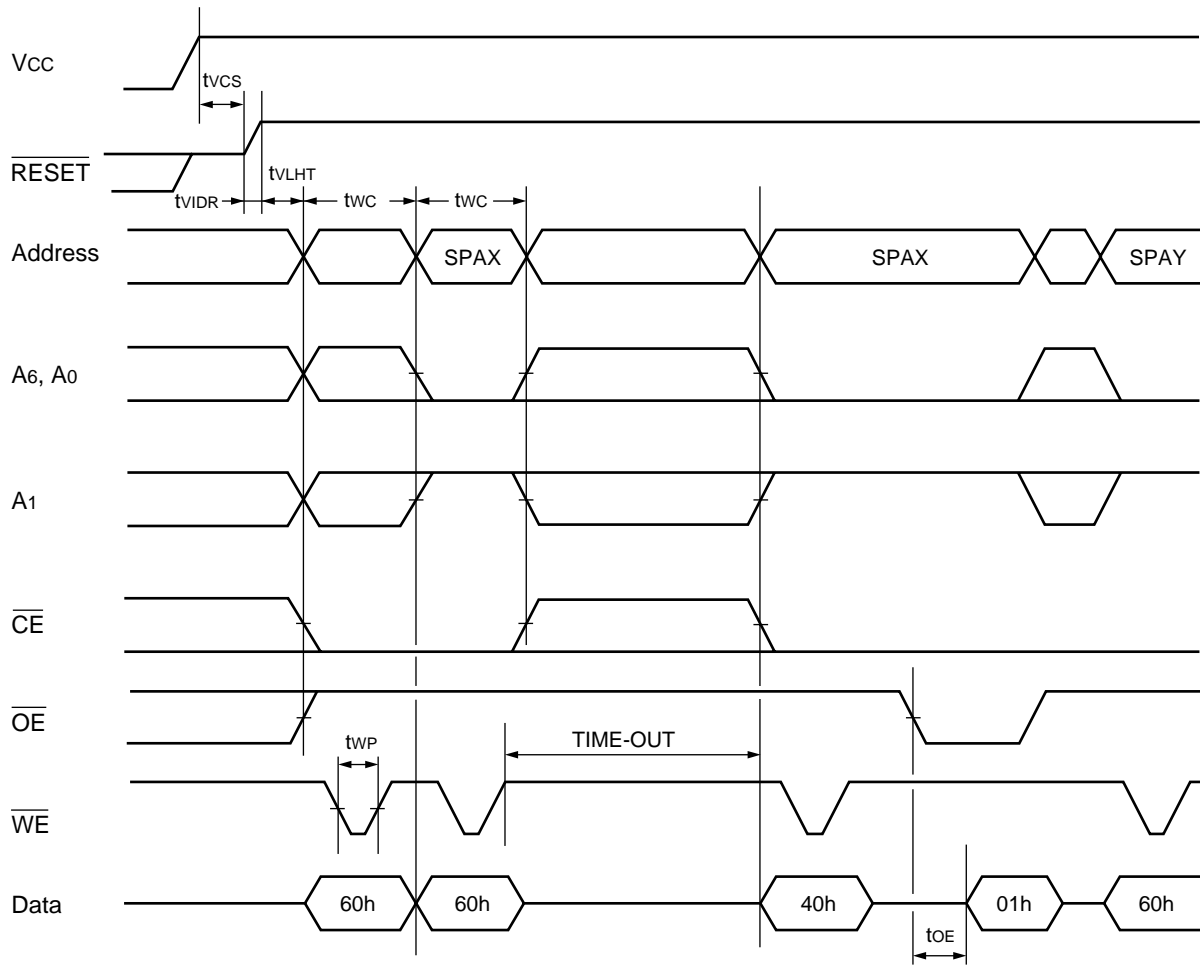 VCC
tVCS
RESET
tVLHT
tVIDR
tWC
tWC
Address
SPAX
SPAX
SPAY
A6, A0
A1
CE
OE
tWP
TIME-OUT
WE
Data
60h
60h
40h
01h
60h
tOE